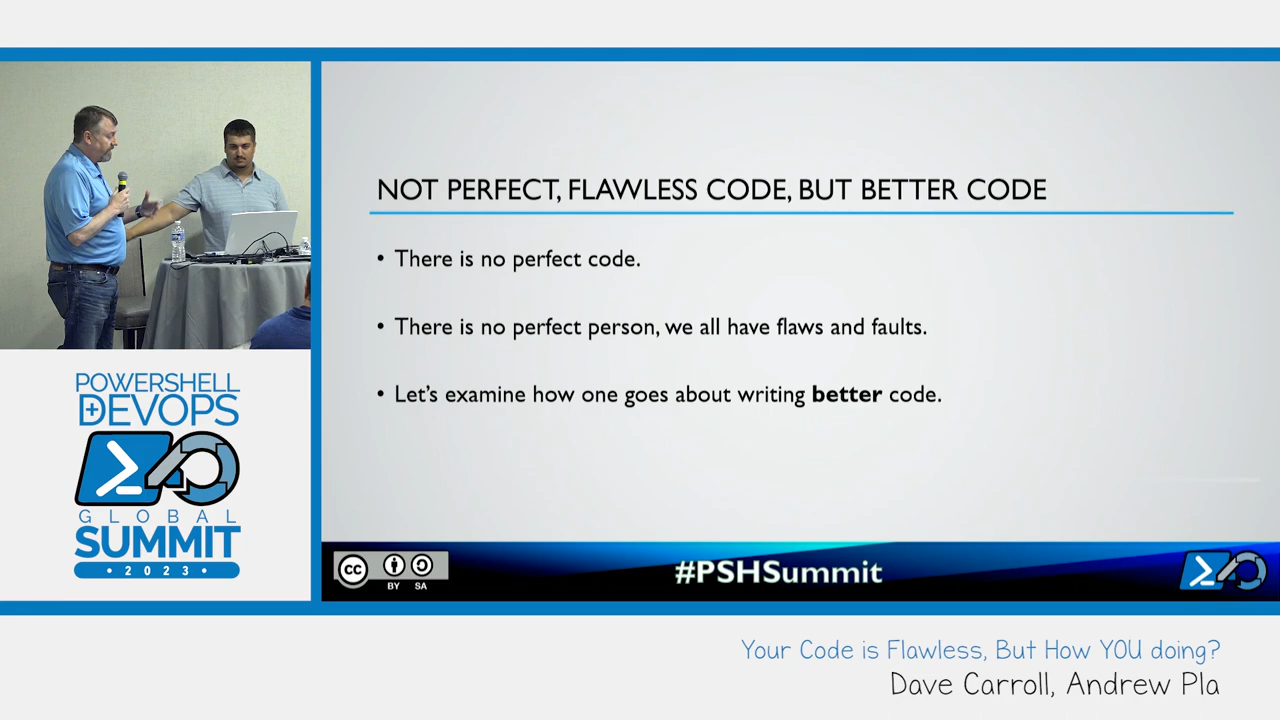 POWERSHELL
+DEVOPS
GLOBAL
SUMMIT
• 2023 •
NOT PERFECT, FLAWLESS CODE, BUT BETTER CODE
• There is no perfect code.
• There is no perfect person, we all have flaws and faults.
• Let's examine how one goes about writing better code.
cc
BY SA
#PSHSummit
Your Code is Flawless, But How YOU doing?
Dave Carroll, Andrew Pla